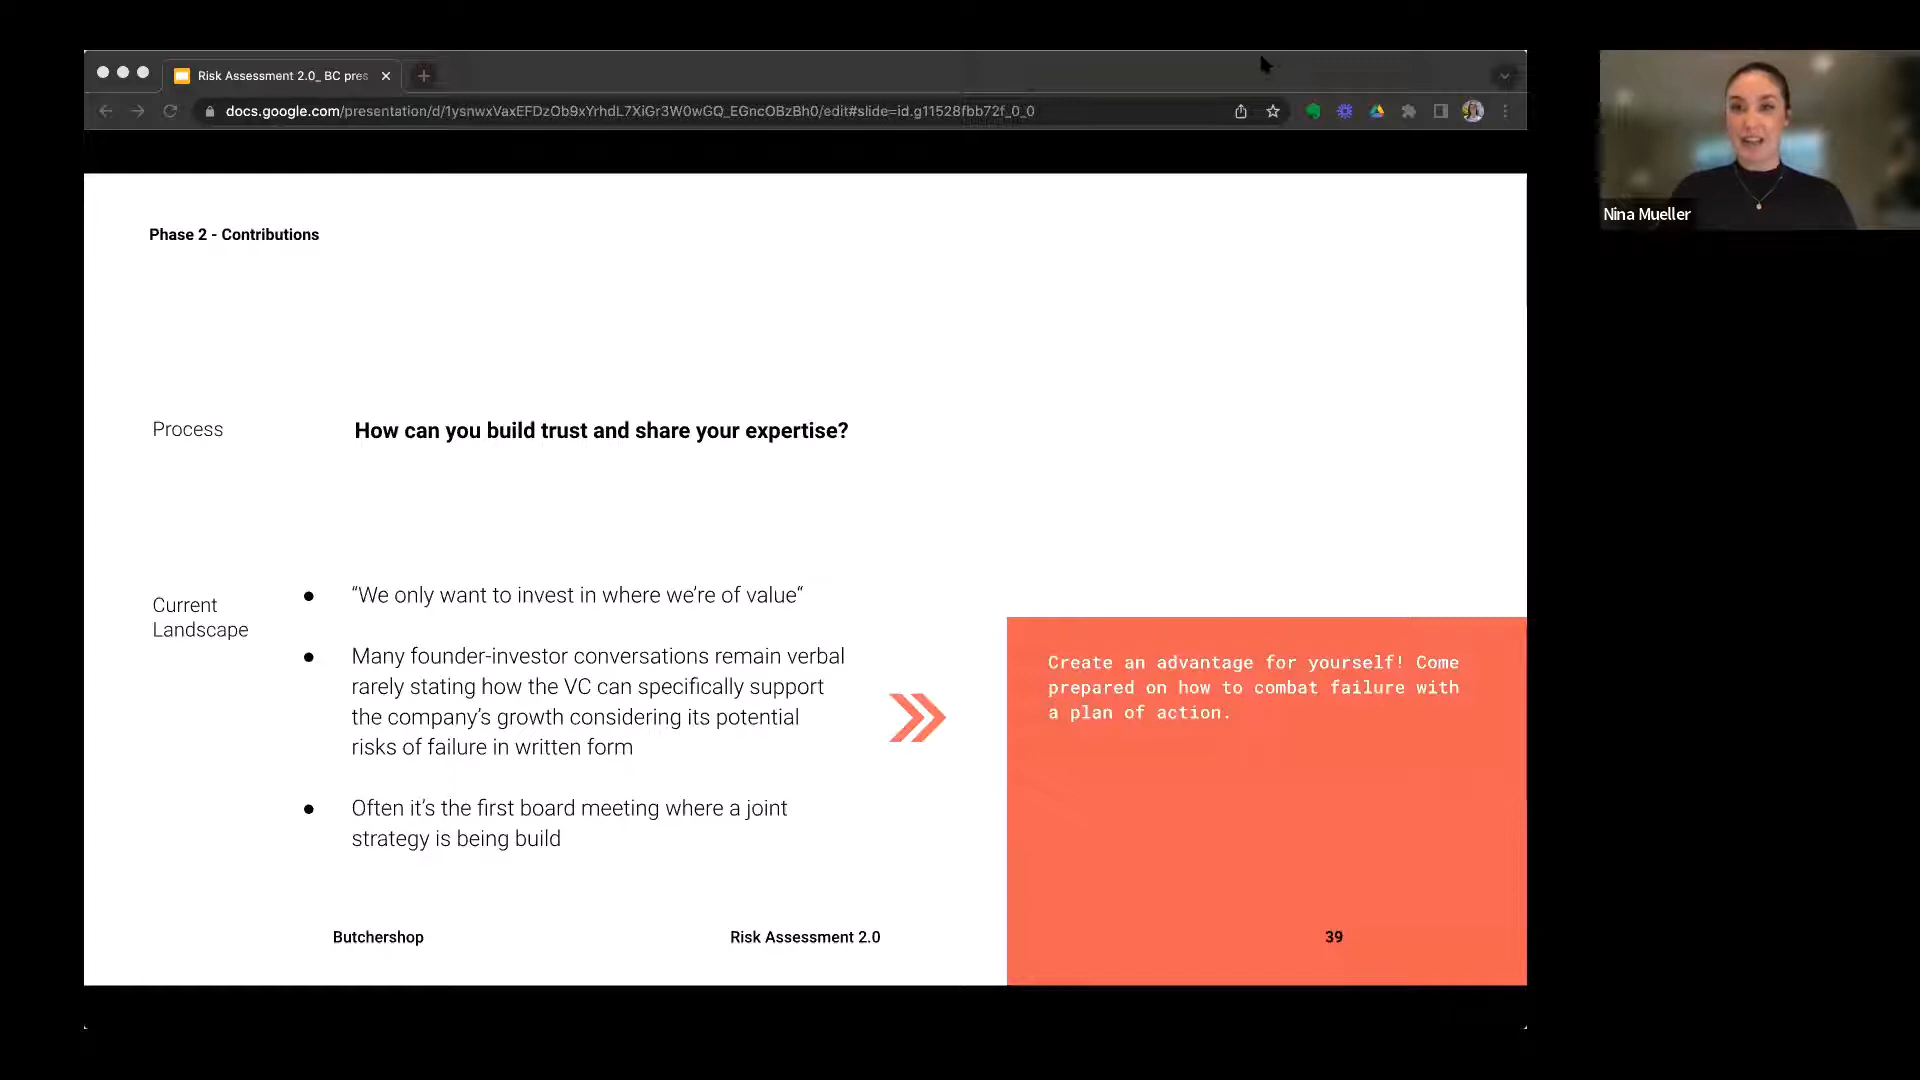 Risk Assessment 2.0_ BC pres
docs.google.com/presentation/d/1ysnwxVaxEFDzOb9xYrhdL7XiGr3W0wGQ_EGncOBzBh0/edit#slide=id.g11528fbb72f_0_0
Nina Mueller
Phase 2 - Contributions
Process
How can you build trust and share your expertise?
Current
Landscape
● “We only want to invest in where we’re of value“
● Many founder-investor conversations remain verbal
rarely stating how the VC can specifically support
the company’s growth considering its potential
risks of failure in written form
● Often it’s the first board meeting where a joint
strategy is being build
Create an advantage for yourself! Come
prepared on how to combat failure with
a plan of action.
Butchershop
Risk Assessment 2.0
39